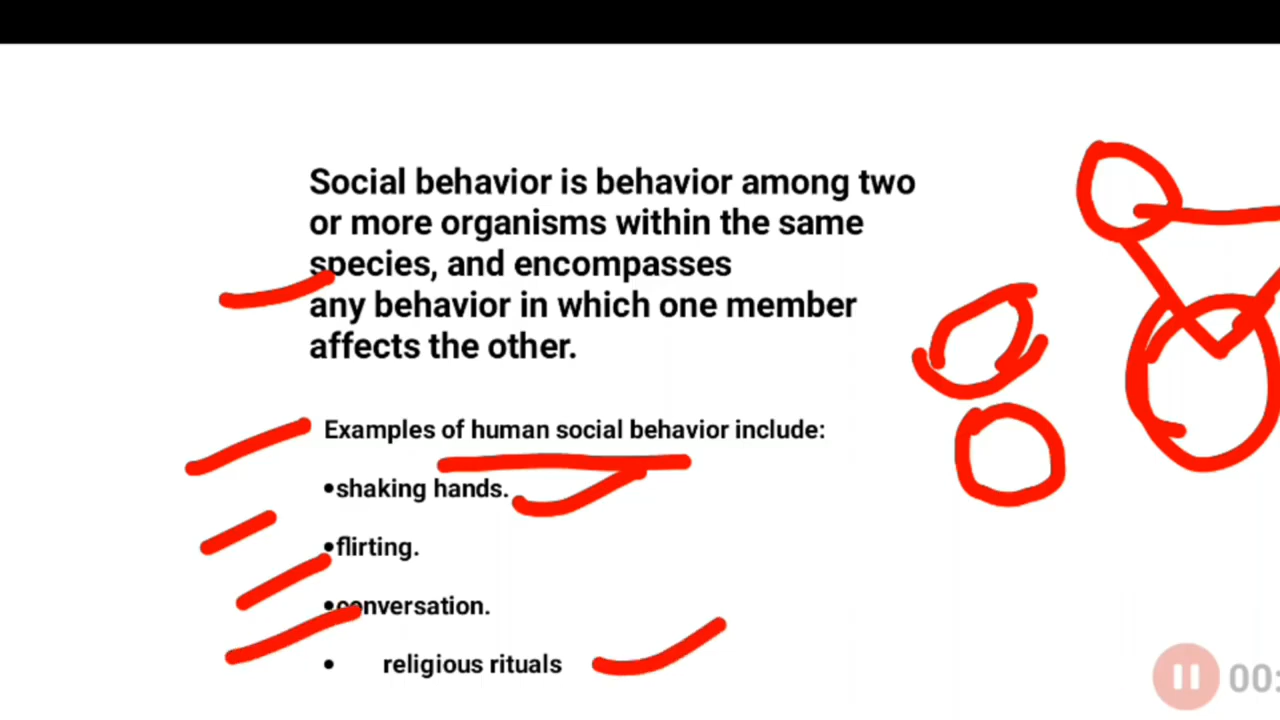 Social behavior is behavior among two
or more organisms within the same
species, and encompasses
any behavior in which one member
affects the other.
Examples of human social behavior include:
•shaking hands.
•flirting.
•conversation.
• religious rituals
00: